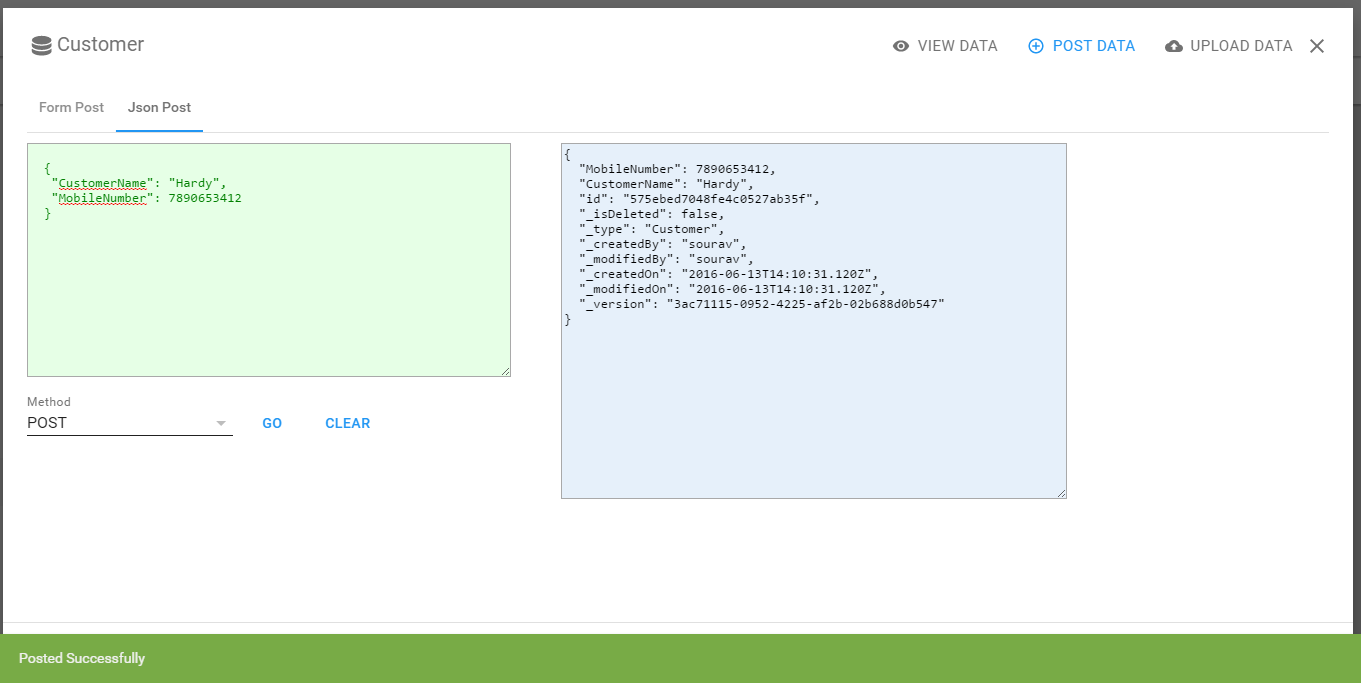 Customer
VIEW DATA
POST DATA
UPLOAD DATA
Form Post
Json Post
{
"CustomerName": "Hardy",
"MobileNumber": 7890653412
}
Method
POST
GO
CLEAR
{
"MobileNumber": 7890653412,
"CustomerName": "Hardy",
"id": "575ebed7048fe4c0527ab35f",
"_isDeleted": false,
"_type": "Customer",
"_createdBy": "sourav",
"_modifiedBy": "sourav",
"_createdOn": "2016-06-13T14:10:31.120Z",
"_modifiedOn": "2016-06-13T14:10:31.120Z",
"_version": "3ac71115-0952-4225-af2b-02b688d0b547"
}
Posted Successfully